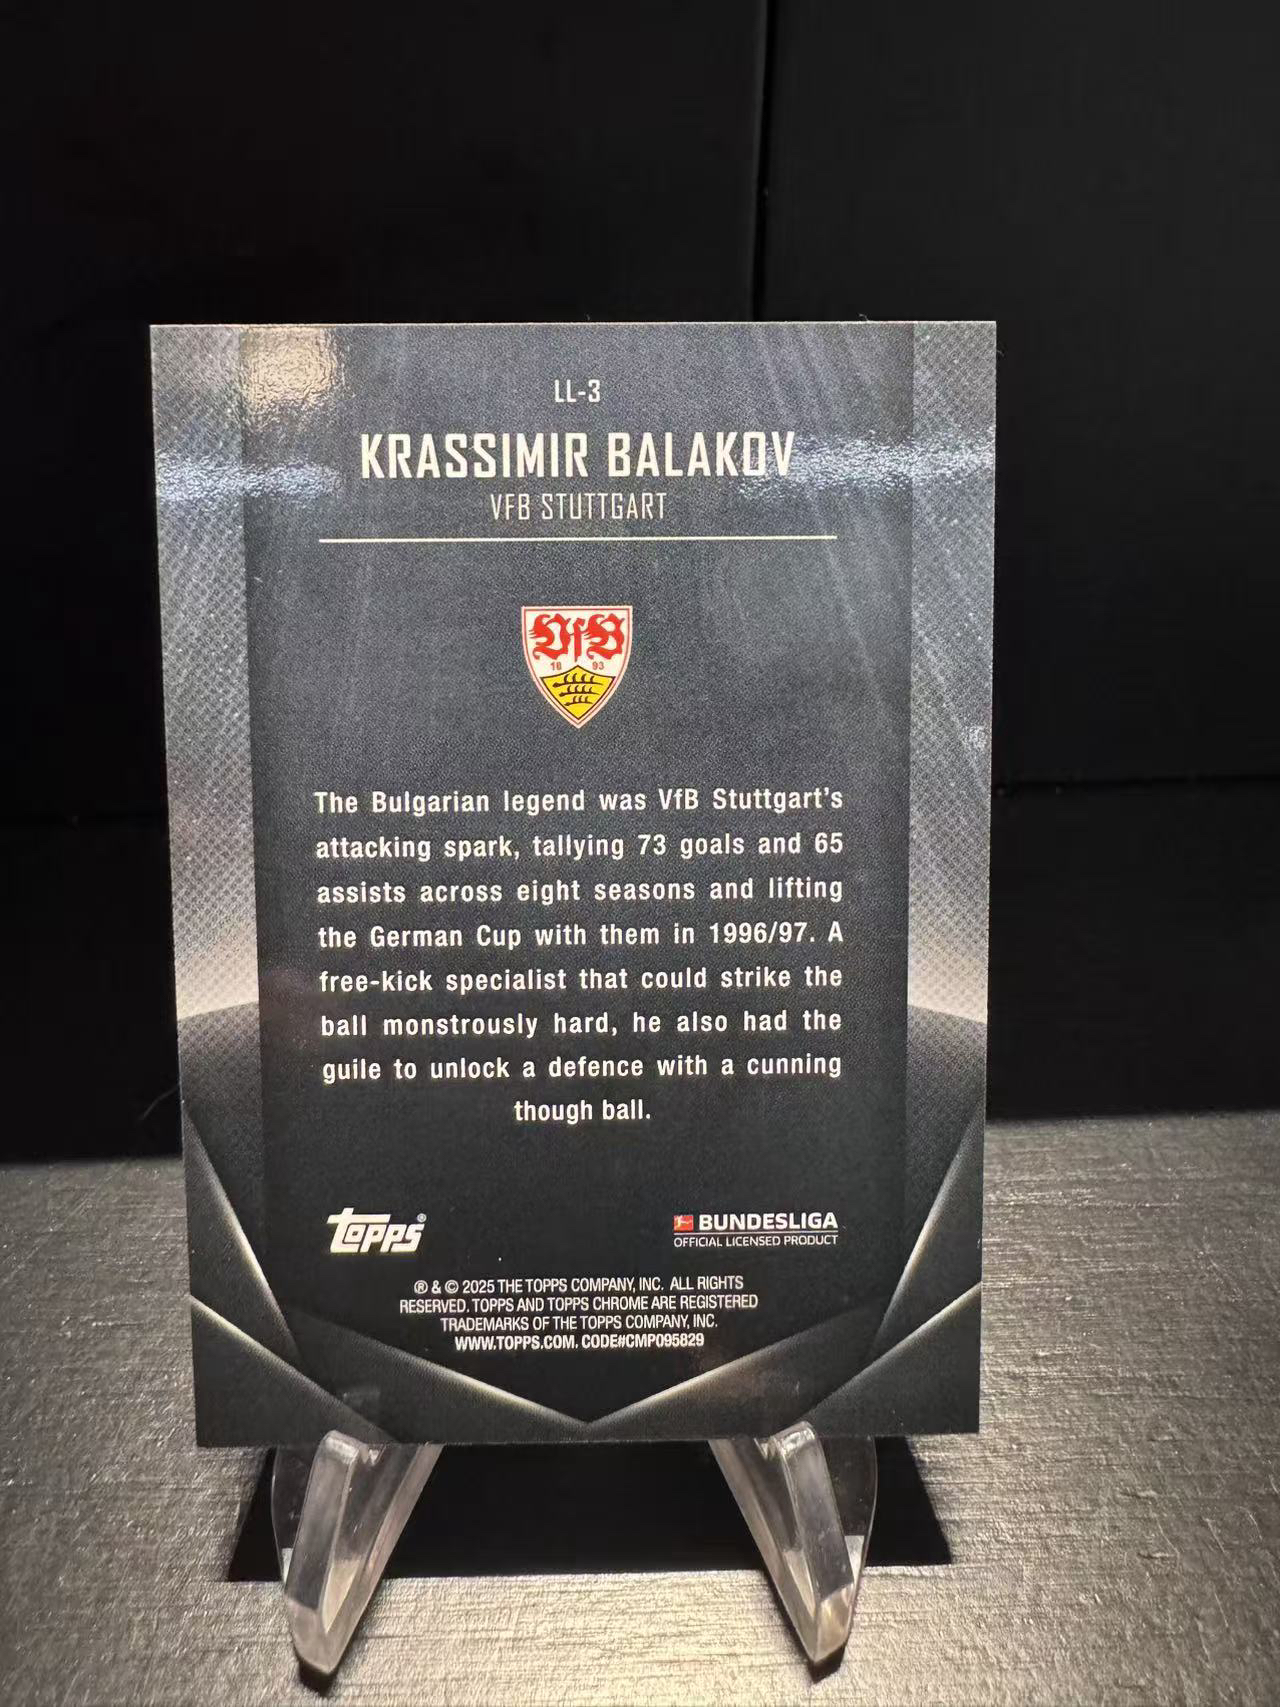 LL-3
KRASSIMIR BALAKOV
VFB STUTTGART
VfB
18 93
The Bulgarian legend was VfB Stuttgart's
attacking spark, tallying 73 goals and 65
assists across eight seasons and lifting
the German Cup with them in 1996/97. A
free-kick specialist that could strike the
ball monstrously hard, he also had the
guile to unlock a defence with a cunning
though ball.
topps®
BUNDESLIGA
OFFICIAL LICENSED PRODUCT
® & © 2025 THE TOPPS COMPANY, INC. ALL RIGHTS
RESERVED. TOPPS AND TOPPS CHROME ARE REGISTERED
TRADEMARKS OF THE TOPPS COMPANY, INC.
WWW.TOPPS.COM. CODE#CMP095829